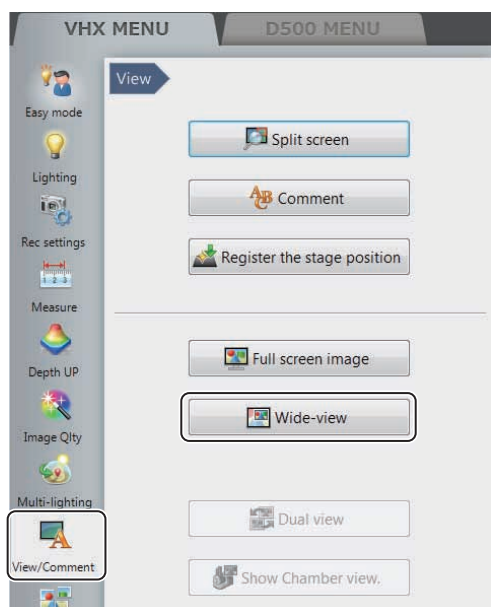 VHX MENU
D500 MENU
View
Easy mode
Lighting
Rec settings
Measure
Depth UP
Image Qlty
Multi-lighting
View/Comment
Split screen
Comment
Register the stage position
Full screen image
Wide-view
Dual view
Show Chamber view.